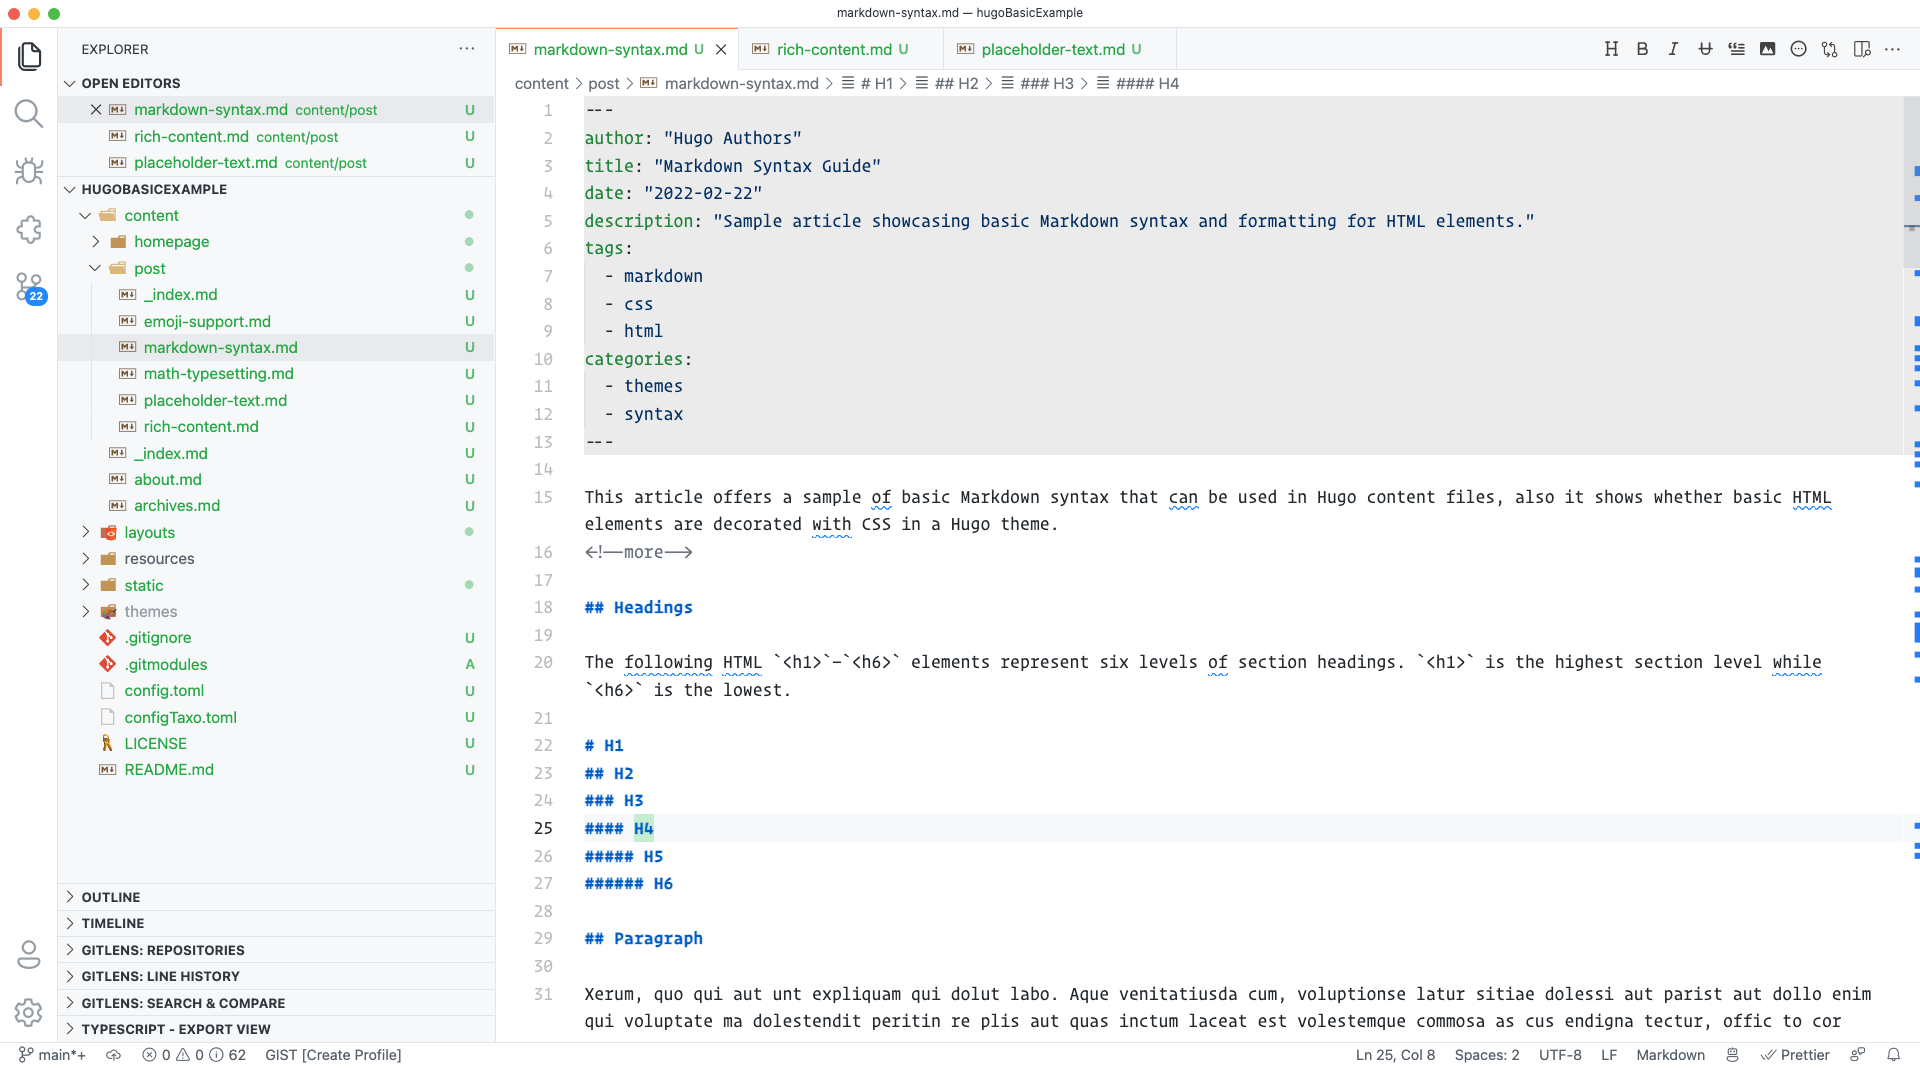 markdown-syntax.md — hugoBasicExample
EXPLORER
OPEN EDITORS
markdown-syntax.md content/post U
rich-content.md content/post U
placeholder-text.md content/post U
HUGOBASICEXAMPLE
content
homepage
post
_index.md U
emoji-support.md U
markdown-syntax.md U
math-typesetting.md U
placeholder-text.md U
rich-content.md U
_index.md U
about.md U
archives.md U
layouts
resources
static
themes
.gitignore U
.gitmodules A
config.toml U
configTaxo.toml U
LICENSE U
README.md U
22
OUTLINE
TIMELINE
GITLENS: REPOSITORIES
GITLENS: LINE HISTORY
GITLENS: SEARCH & COMPARE
TYPESCRIPT - EXPORT VIEW
markdown-syntax.md U
rich-content.md U
placeholder-text.md U
content > post > markdown-syntax.md > # H1 > ## H2 > ### H3 > #### H4
1 ---
2 author: "Hugo Authors"
3 title: "Markdown Syntax Guide"
4 date: "2022-02-22"
5 description: "Sample article showcasing basic Markdown syntax and formatting for HTML elements."
6 tags:
7 - markdown
8 - css
9 - html
10 categories:
11 - themes
12 - syntax
13 ---
14
15 This article offers a sample of basic Markdown syntax that can be used in Hugo content files, also it shows whether basic HTML
elements are decorated with CSS in a Hugo theme.
16 <!--more-->
17
18 ## Headings
19
20 The following HTML `<h1>`-`<h6>` elements represent six levels of section headings. `<h1>` is the highest section level while
`<h6>` is the lowest.
21
22 # H1
23 ## H2
24 ### H3
25 #### H4
26 ##### H5
27 ###### H6
28
29 ## Paragraph
30
31 Xerum, quo qui aut unt expliquam qui dolut labo. Aque venitatiusda cum, voluptionse latur sitiae dolessi aut parist aut dollo enim
qui voluptate ma dolestendit peritin re plis aut quas inctum laceat est volestemque commosa as cus endigna tectur, offic to cor
main*+ 0 0 62 GIST [Create Profile]
Ln 25, Col 8 Spaces: 2 UTF-8 LF Markdown Prettier